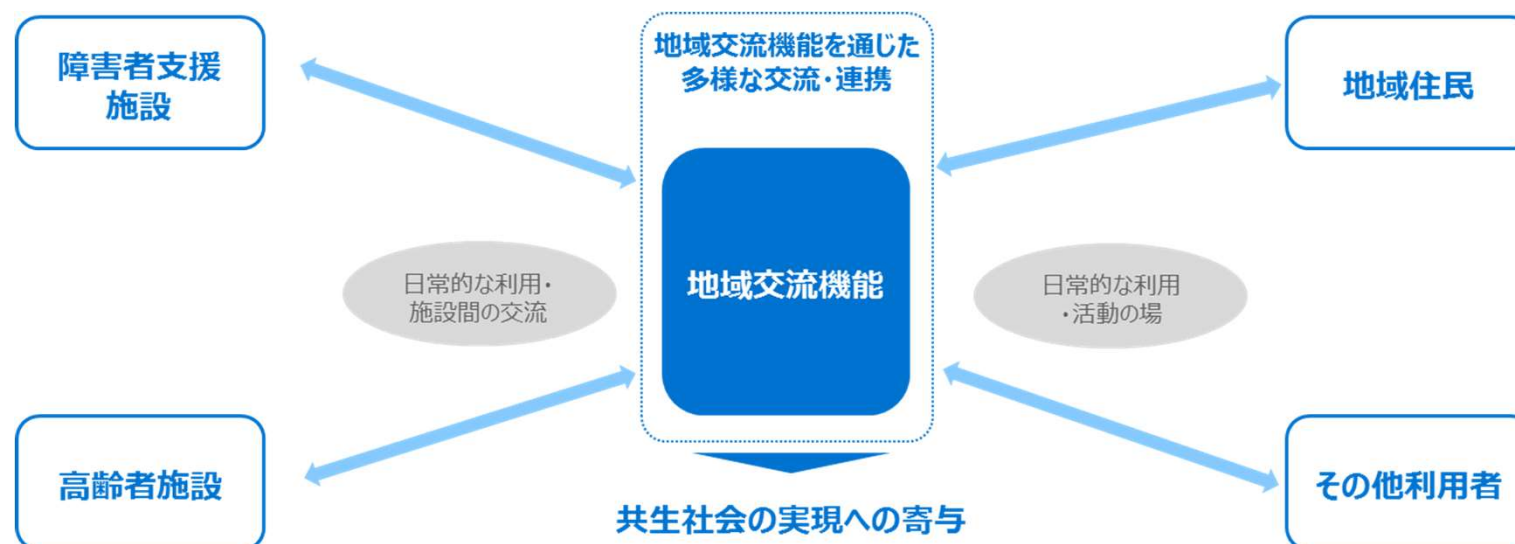 障害者支援
施設
地域交流機能を通じた
多様な交流・連携
地域住民
日常的な利用・
施設間の交流
地域交流機能
日常的な利用
・活動の場
高齢者施設
その他利用者
共生社会の実現への寄与